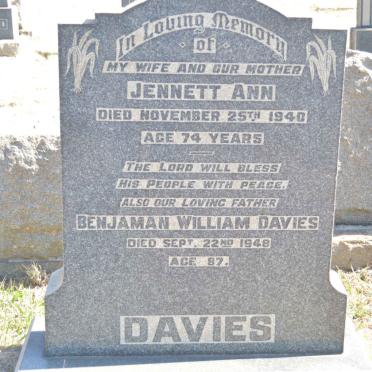 In Loving Memory
of
MY WIFE AND OUR MOTHER
JENNETT ANN
DIED NOVEMBER 25TH 1940
AGE 74 YEARS
THE LORD WILL BLESS
HIS PEOPLE WITH PEACE.
ALSO OUR LOVING FATHER
BENJAMAN WILLIAM DAVIES
DIED SEPT. 22ND 1948
AGE 87.
DAVIES